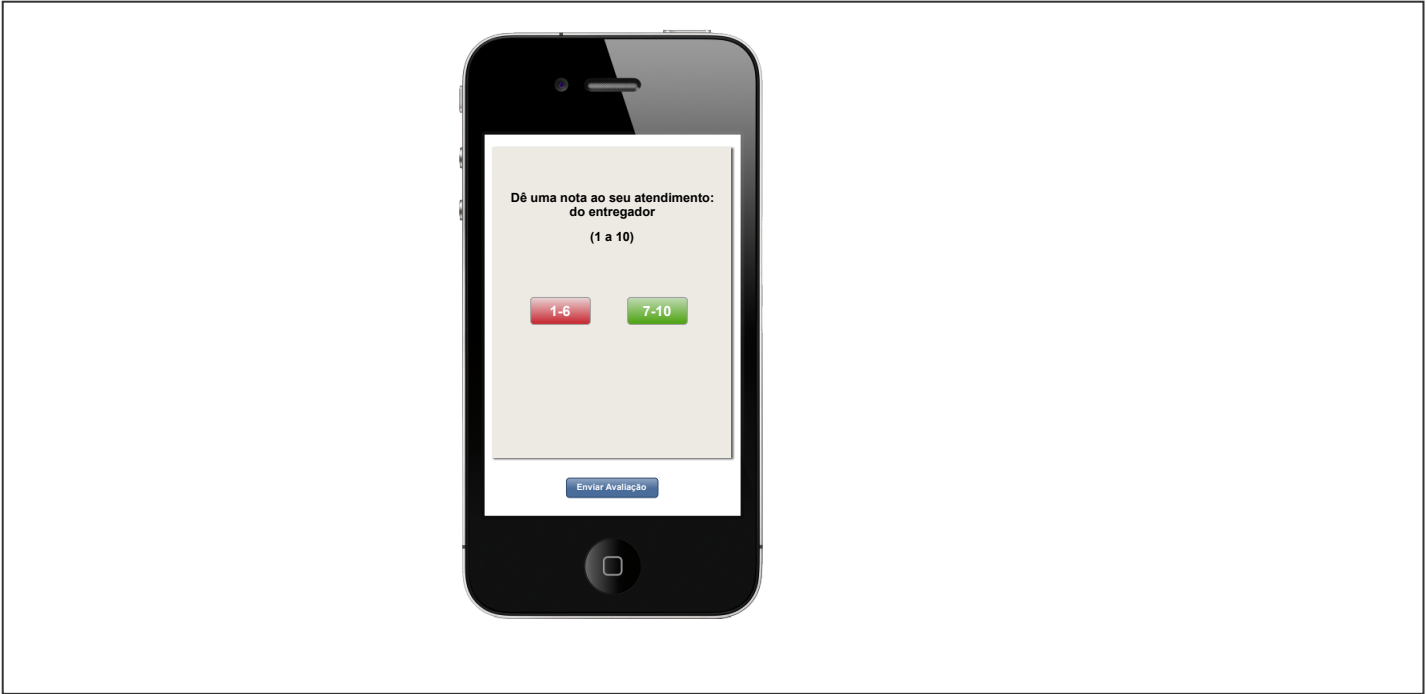 Dê uma nota ao seu atendimento:
do entregador
(1 a 10)
1-6 7-10
Enviar Avaliação